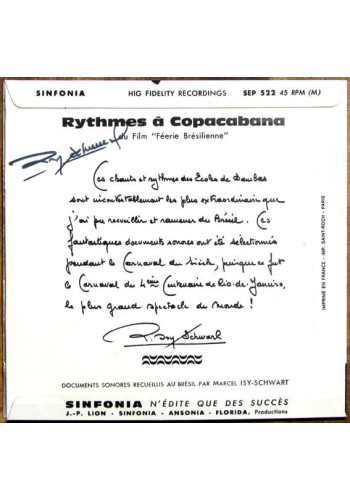 SINFONIA HIG FIDELITY RECORDINGS SEP 522 45 RPM (M)
Rythmes à Copacabana
du Film "Féerie Brésilienne"
Ces chants et rythmes des Ecoles de Sambas
sont incontestablement les plus extraordinaires que
j'ai pu recueillir et ramener du Brésil. Ces
fantastiques documents sonores ont été sélectionnés
pendant le Carnaval du Siècle, puisque ce fut
le Carnaval du 4ème Centenaire de Rio-de-Janeiro,
le plus grand spectacle du Monde !
R. Isy Schwart
IMPRIMÉ EN FRANCE - IMP. SAINT-ROCH - PARIS
DOCUMENTS SONORES RECUEILLIS AU BRÉSIL PAR MARCEL ISY-SCHWART
SINFONIA N'ÉDITE QUE DES SUCCÈS
J.-P. LION - SINFONIA - ANSONIA - FLORIDA, Productions